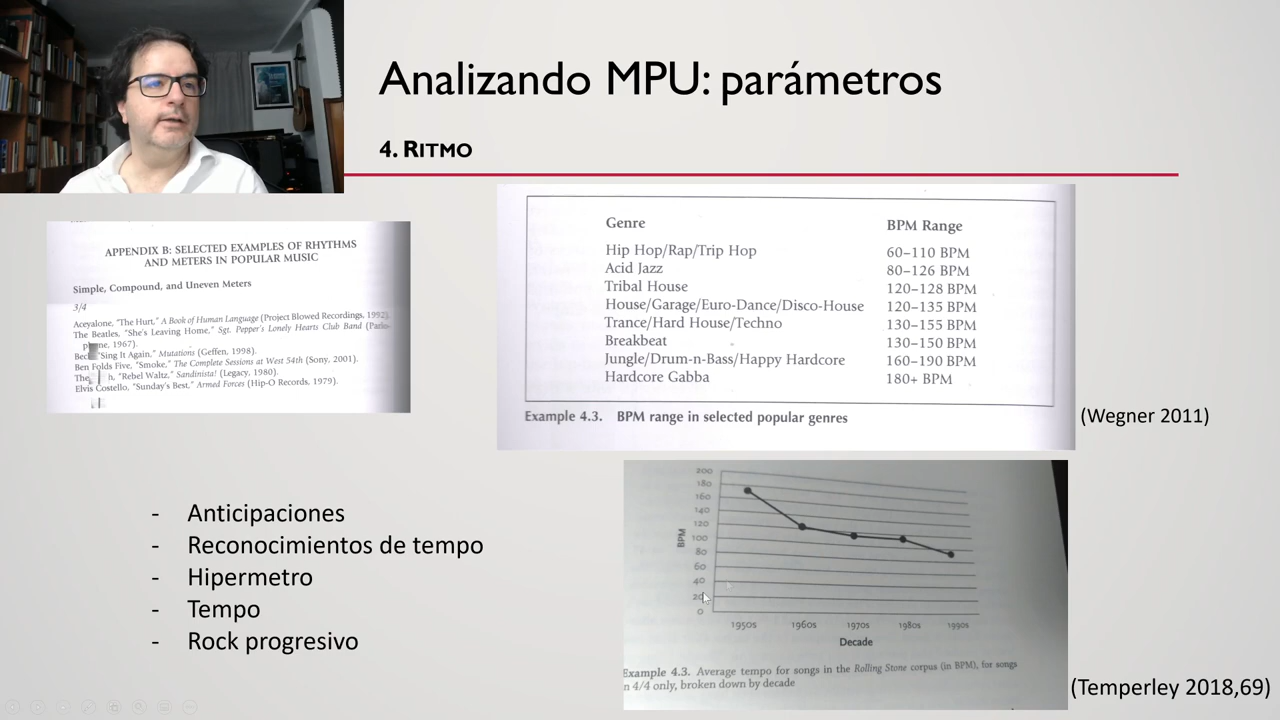 Analizando MPU: parámetros
4. RITMO
APPENDIX B: SELECTED EXAMPLES OF RHYTHMS
AND METERS IN POPULAR MUSIC
Simple, Compound, and Uneven Meters
3/4
Aceyalone, "The Hurt," A Book of Human Language (Project Blowed Recordings, 1992).
The Beatles, "She's Leaving Home," Sgt. Pepper's Lonely Hearts Club Band (Parlo-
ne, 1967).
"Sing It Again," Mutations (Geffen, 1998).
Ben Folds Five, "Smoke," The Complete Sessions at West 54th (Sony, 2001).
The h, "Rebel Waltz," Sandinista! (Legacy, 1980).
Elvis Costello, "Sunday's Best," Armed Forces (Hip-O Records, 1979).
Genre BPM Range
Hip Hop/Rap/Trip Hop 60–110 BPM
Acid Jazz 80–126 BPM
Tribal House 120–128 BPM
House/Garage/Euro-Dance/Disco-House 120–135 BPM
Trance/Hard House/Techno 130–155 BPM
Breakbeat 130–150 BPM
Jungle/Drum-n-Bass/Happy Hardcore 160–190 BPM
Hardcore Gabba 180+ BPM
Example 4.3. BPM range in selected popular genres
(Wegner 2011)
- Anticipaciones
- Reconocimientos de tempo
- Hipermetro
- Tempo
- Rock progresivo
BPM
200
180
160
140
120
100
80
60
40
20
0
1950s 1960s 1970s 1980s 1990s
Decade
Example 4.3. Average tempo for songs in the Rolling Stone corpus (in BPM), for songs
n 4/4 only, broken down by decade
(Temperley 2018,69)